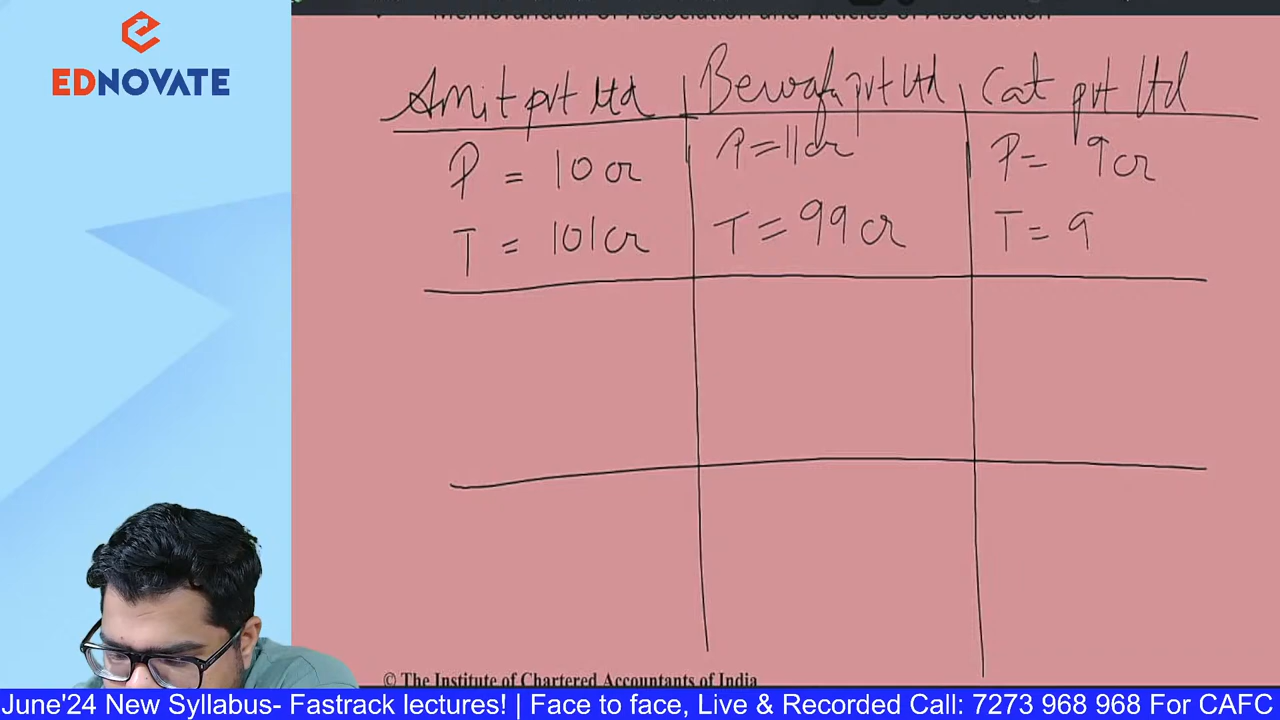 Memorandum of Association and Articles of Association
EDNOVATE
Amit pvt ltd
Bewafa pvt ltd
Cat pvt ltd
P = 10 cr
P = 11 cr
P = 9 cr
T = 101 cr
T = 99 cr
T = 9
© The Institute of Chartered Accountants of India
June'24 New Syllabus- Fastrack lectures! | Face to face, Live & Recorded Call: 7273 968 968 For CAFC